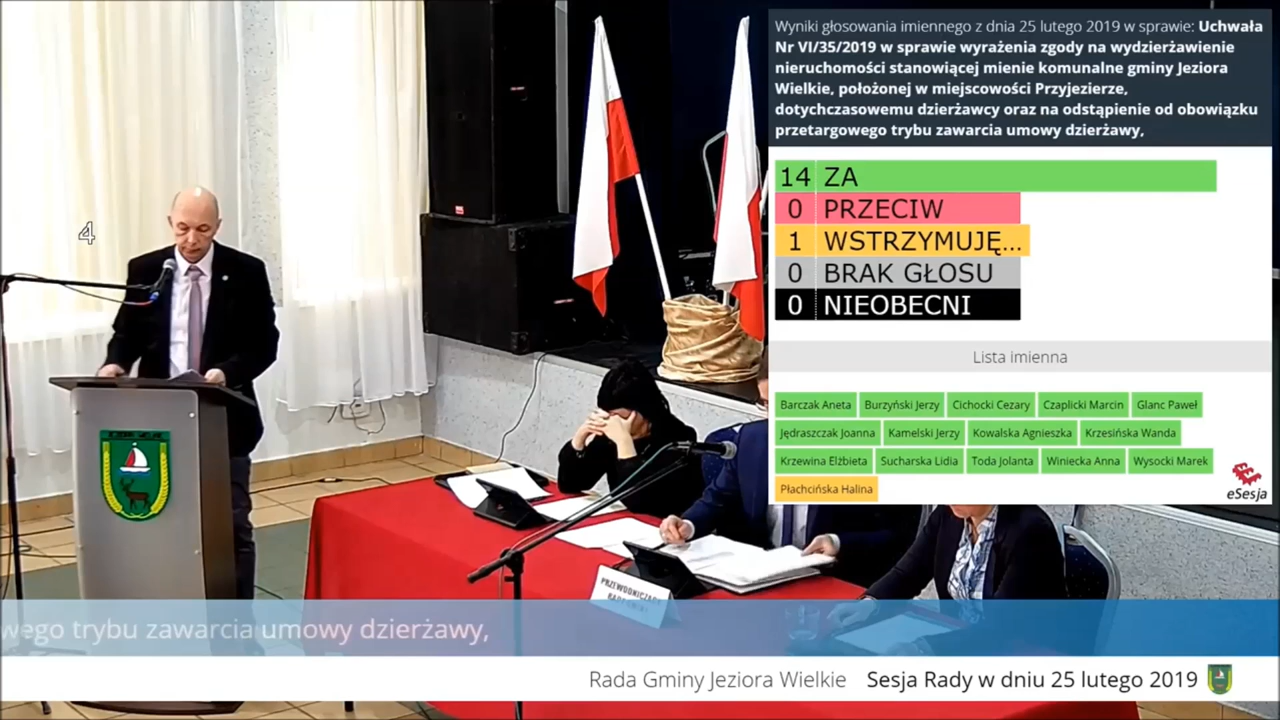 Wyniki głosowania imiennego z dnia 25 lutego 2019 w sprawie: Uchwała
Nr VI/35/2019 w sprawie wyrażenia zgody na wydzierżawienie
nieruchomości stanowiącej mienie komunalne gminy Jeziora
Wielkie, położonej w miejscowości Przyjezierze,
dotychczasowemu dzierżawcy oraz na odstąpienie od obowiązku
przetargowego trybu zawarcia umowy dzierżawy,
14 ZA
0 PRZECIW
1 WSTRZYMUJĘ...
0 BRAK GŁOSU
0 NIEOBECNI
Lista imienna
Barczak Aneta Burzyński Jerzy Cichocki Cezary Czaplicki Marcin Glanc Paweł
Jędraszczak Joanna Kamelski Jerzy Kowalska Agnieszka Krzesińska Wanda
Krzewina Elżbieta Sucharska Lidia Toda Jolanta Winiecka Anna Wysocki Marek
Płachcińska Halina
eSesja
4
PRZEWODNICZĄCY
wego trybu zawarcia umowy dzierżawy,
Rada Gminy Jeziora Wielkie Sesja Rady w dniu 25 lutego 2019